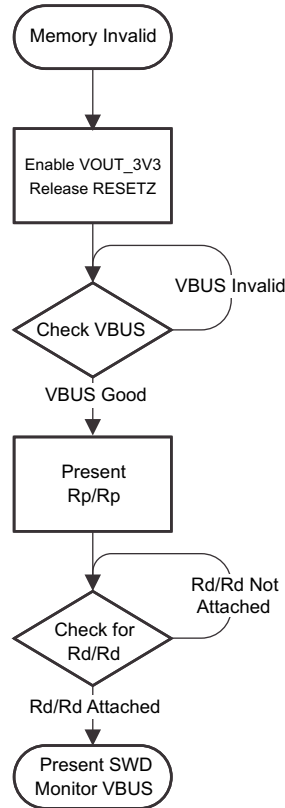 Memory Invalid
Enable VOUT_3V3
Release RESETZ
VBUS Invalid
Check VBUS
VBUS Good
Present
Rp/Rp
Rd/Rd Not
Attached
Check for
Rd/Rd
Rd/Rd Attached
Present SWD
Monitor VBUS